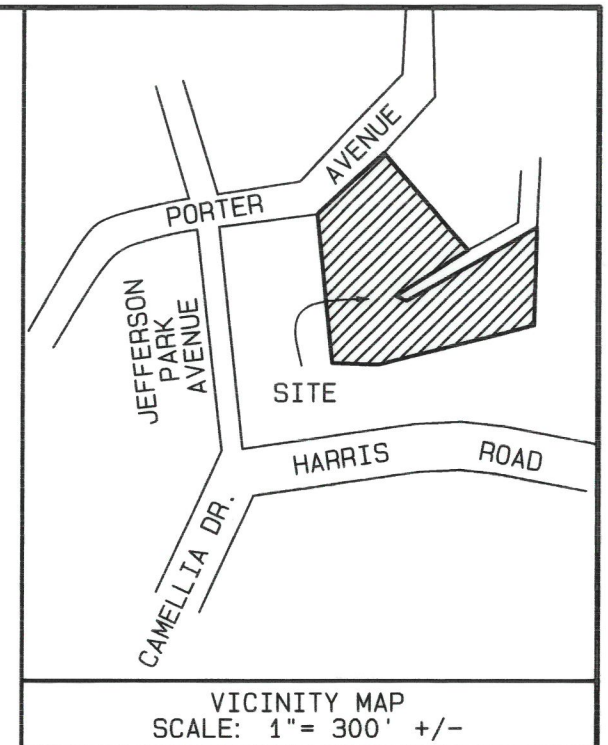 AVENUE
PORTER
JEFFERSON
PARK
AVENUE
SITE
HARRIS ROAD
CAMELLIA DR.
VICINITY MAP
SCALE: 1"= 300' +/-